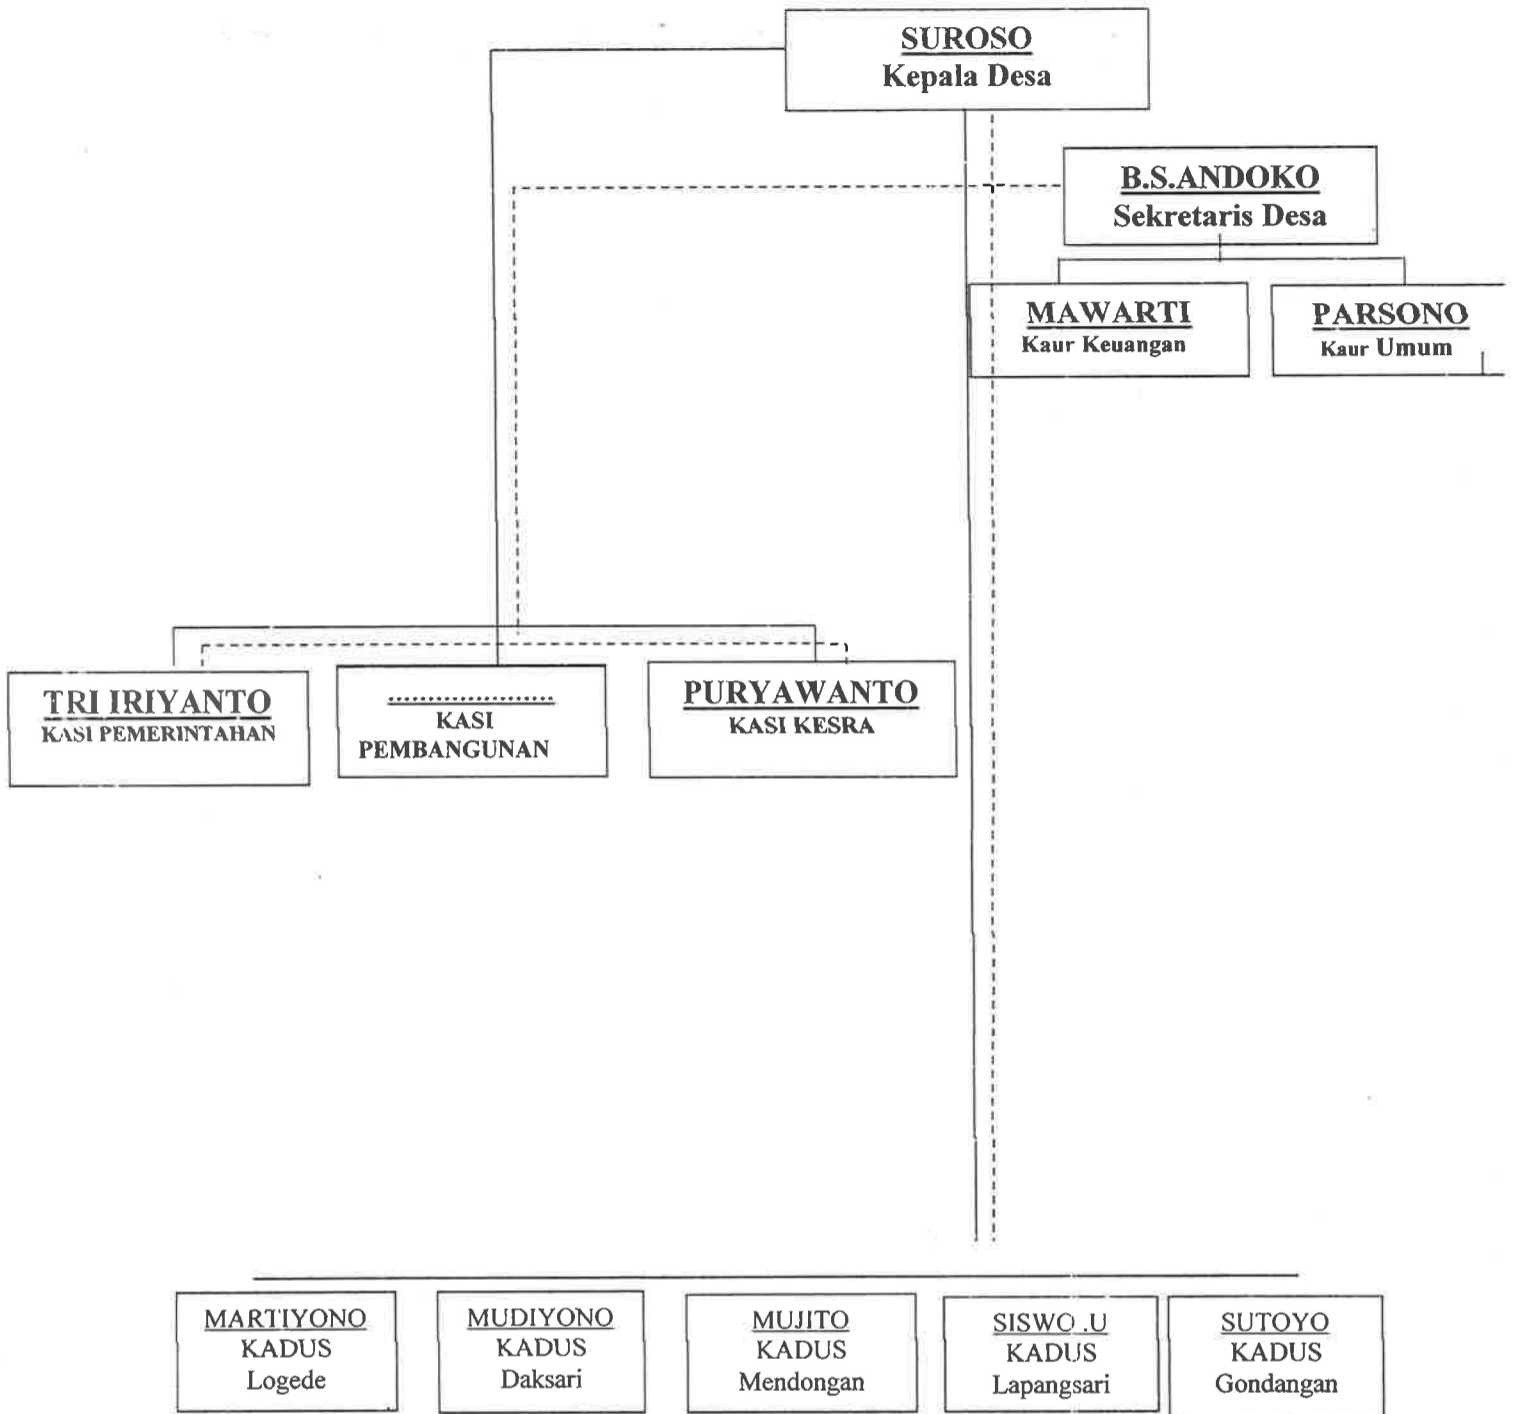 SUROSO
Kepala Desa
B.S.ANDOKO
Sekretaris Desa
MAWARTI
Kaur Keuangan
PARSONO
Kaur Umum
TRI IRIYANTO
KASI PEMERINTAHAN
....................
KASI
PEMBANGUNAN
PURYAWANTO
KASI KESRA
MARTIYONO
KADUS
Logede
MUDIYONO
KADUS
Daksari
MUJITO
KADUS
Mendongan
SISWO .U
KADUS
Lapangsari
SUTOYO
KADUS
Gondangan